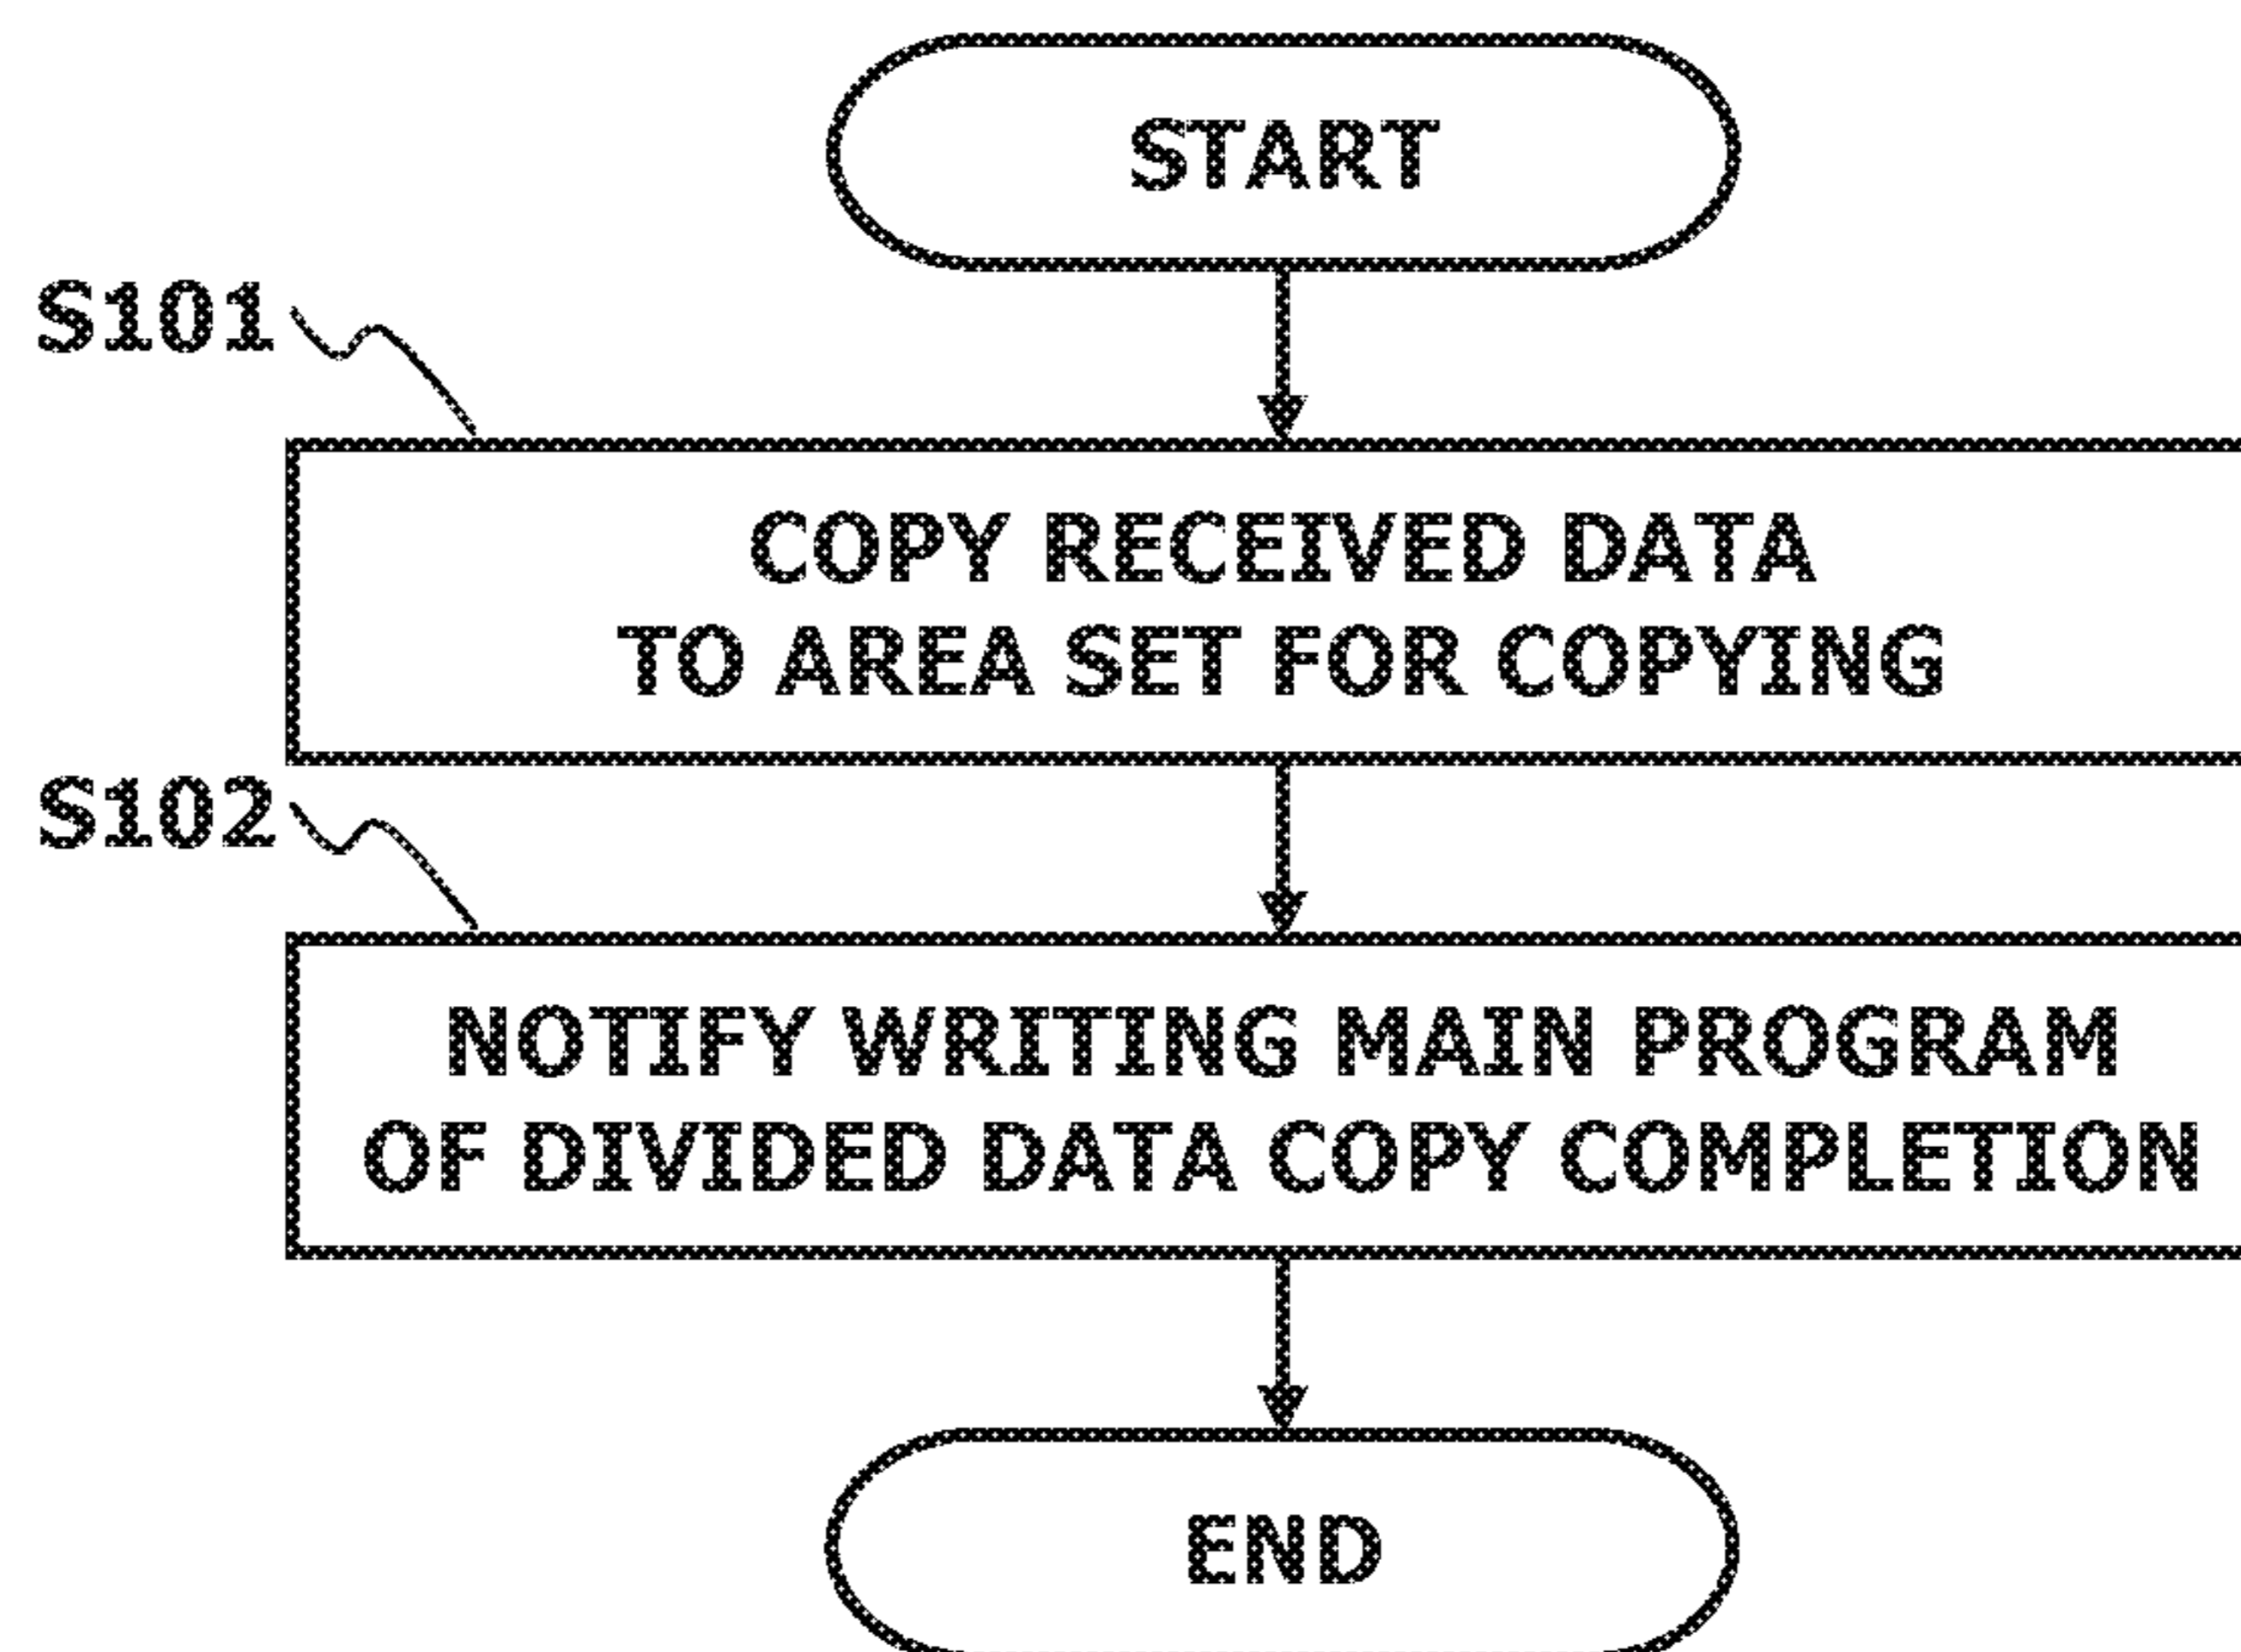 START
S101
COPY RECEIVED DATA
TO AREA SET FOR COPYING
S102
NOTIFY WRITING MAIN PROGRAM
OF DIVIDED DATA COPY COMPLETION
END